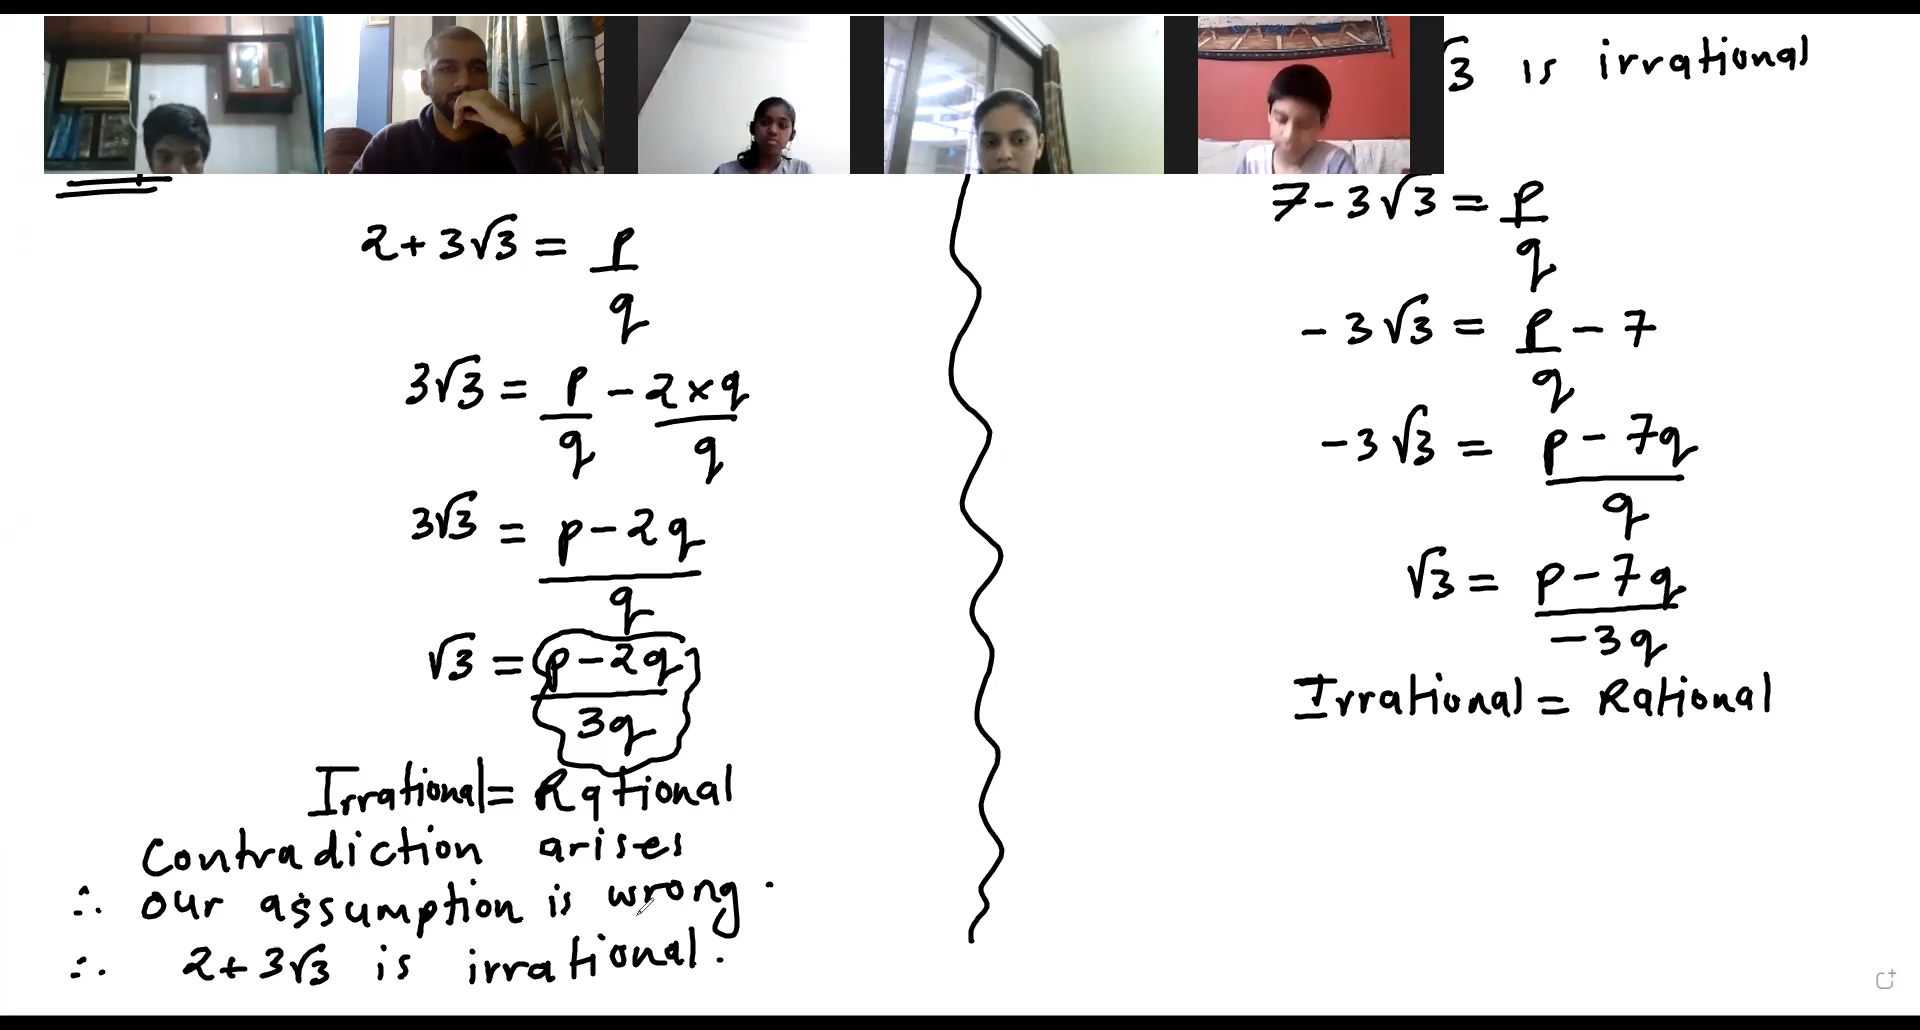 √3 is irrational
2+3√3 = p/q
3√3 = p/q - 2×q/q
3√3 = p-2q/q
√3 = p-2q/3q
Irrational = Rational
Contradiction arises
∴ our assumption is wrong.
∴ 2+3√3 is irrational.
7-3√3 = p/q
-3√3 = p/q - 7
-3√3 = p-7q/q
√3 = p-7q/-3q
Irrational = Rational